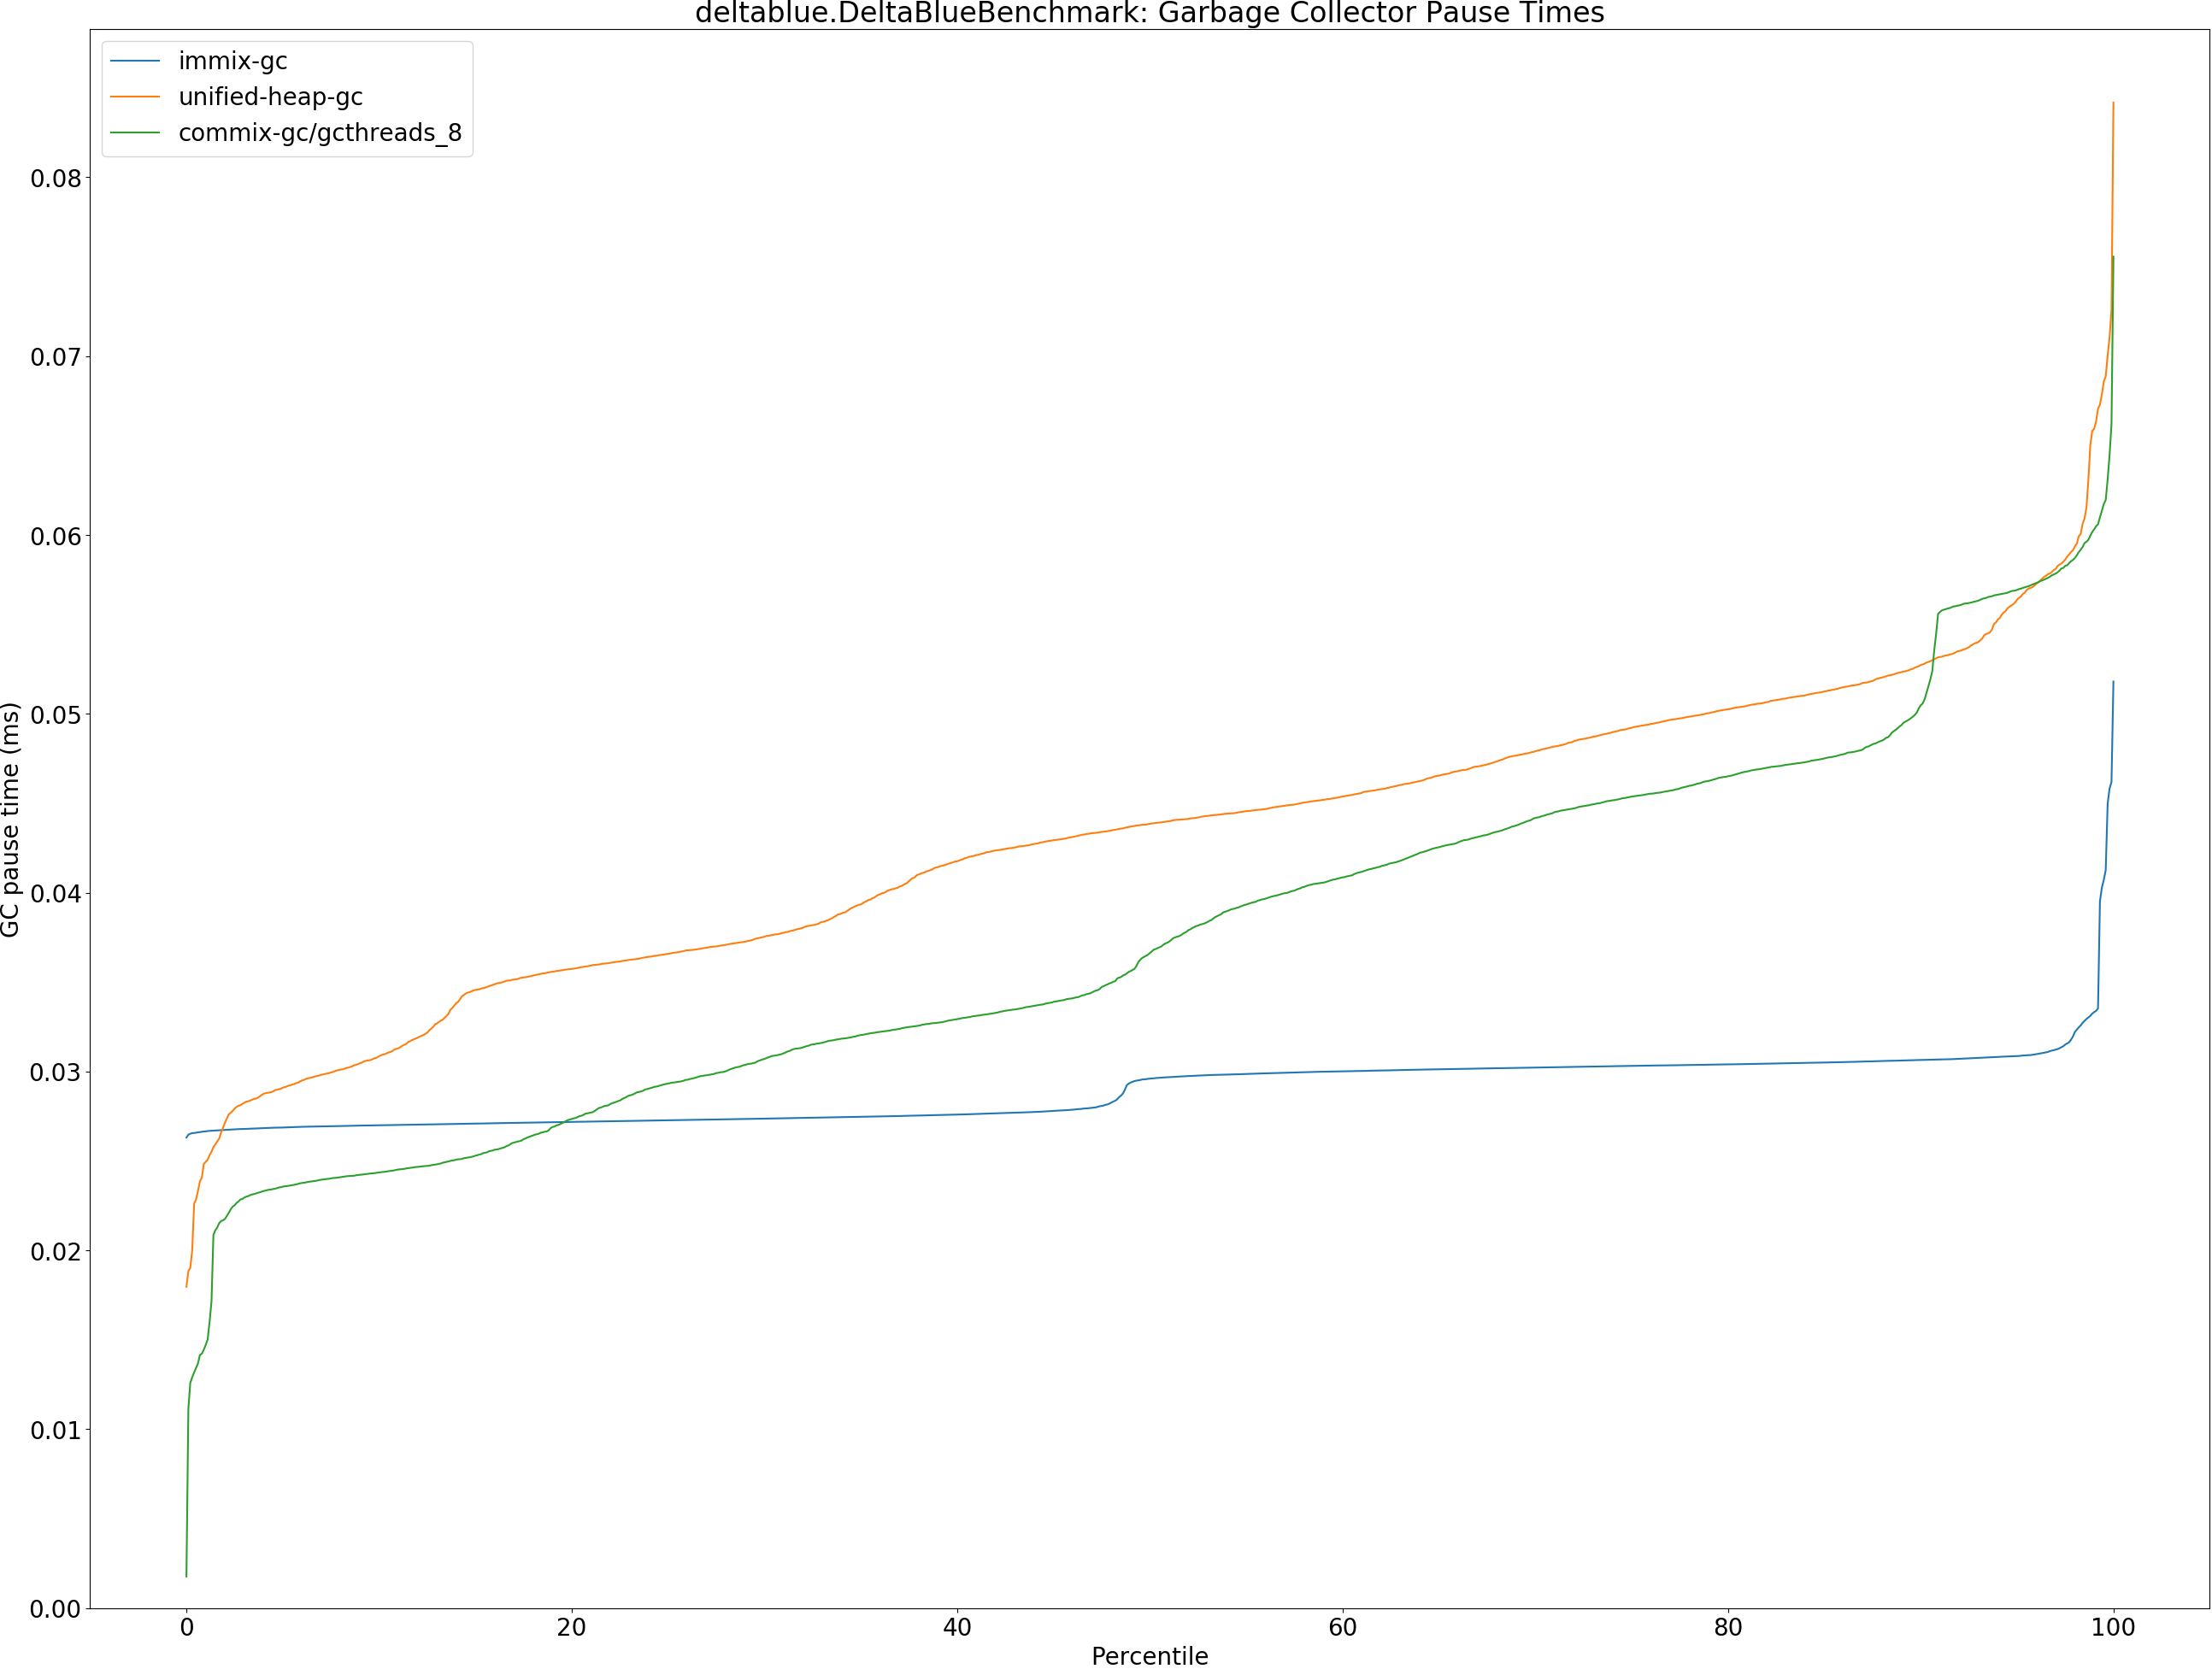 deltablue.DeltaBlueBenchmark: Garbage Collector Pause Times
immix-gc
unified-heap-gc
commix-gc/gcthreads_8
GC pause time (ms)
0.08
0.07
0.06
0.05
0.04
0.03
0.02
0.01
0.00
0 20 40 60 80 100
Percentile